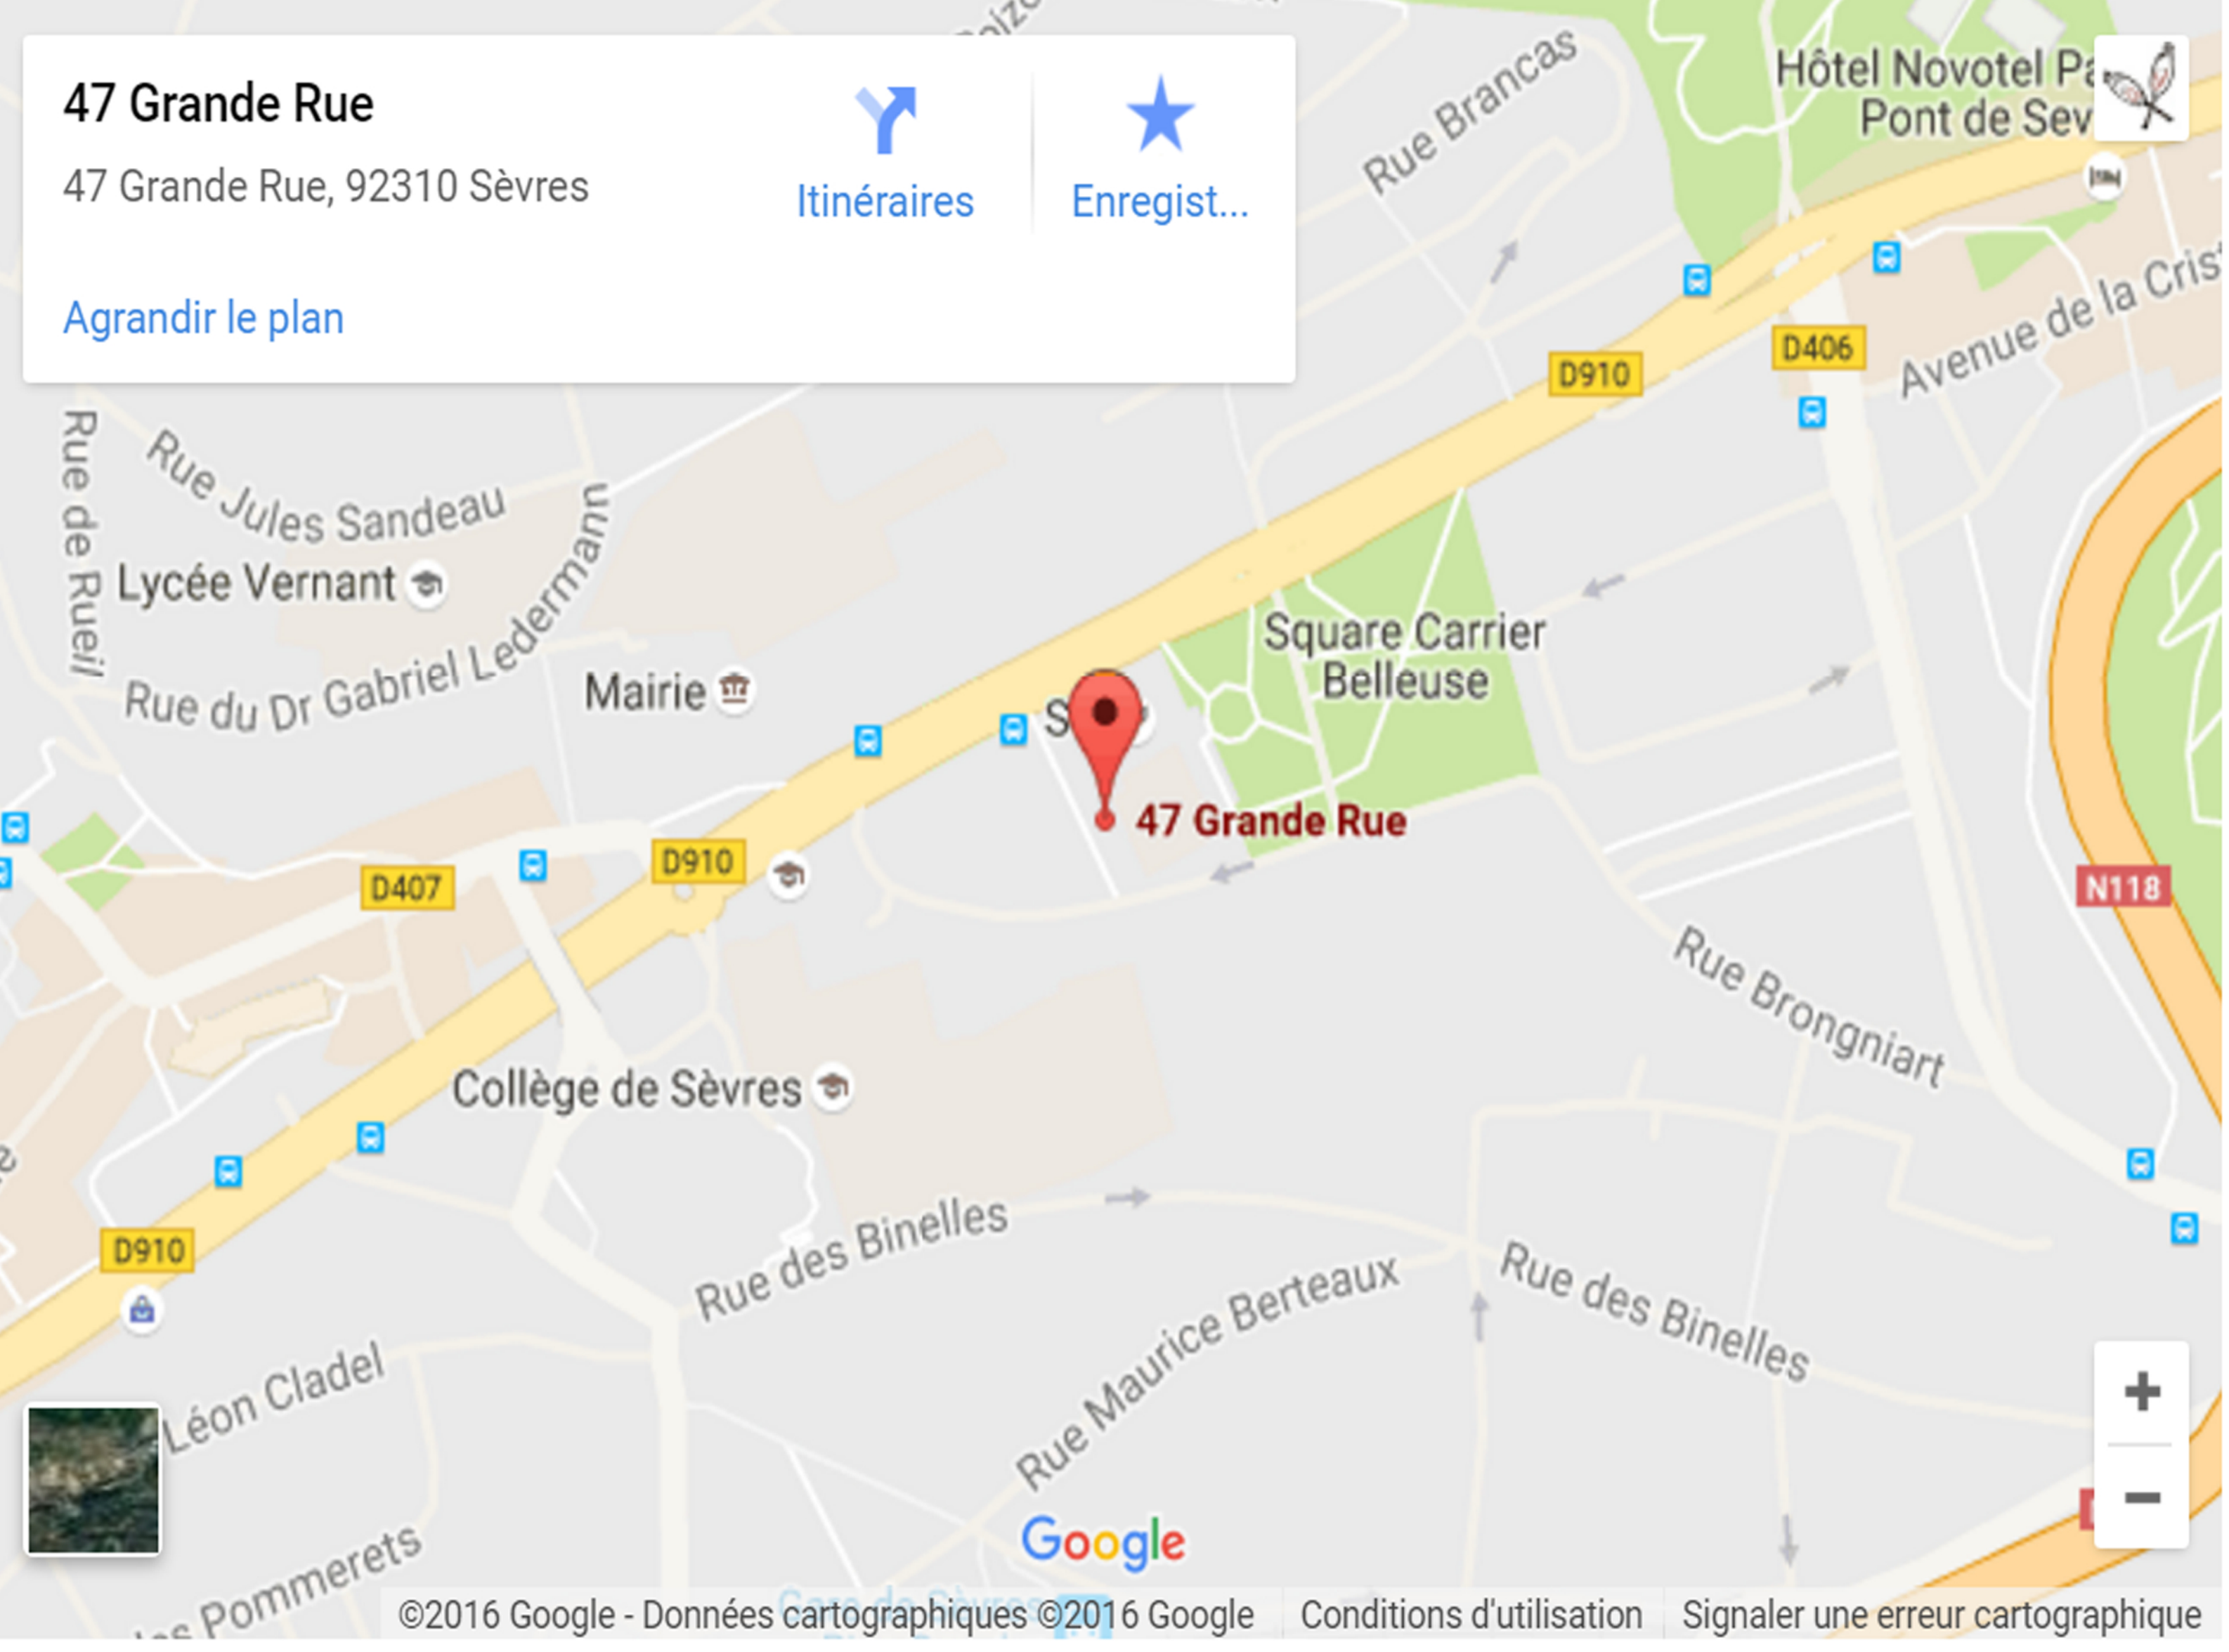 47 Grande Rue
47 Grande Rue, 92310 Sèvres
Agrandir le plan
Itinéraires
Enregist...
Rue Brancas
Hôtel Novotel
Pont de Sev
D406
D910
Avenue de la Cris
Rue de Rueil
Rue Jules Sandeau
Lycée Vernant
Rue du Dr Gabriel Ledermann
Mairie
Square Carrier
Belleuse
47 Grande Rue
D910
D407
N118
Rue Brongniart
Collège de Sèvres
D910
Rue des Binelles
Rue des Binelles
Rue Maurice Berteaux
Léon Cladel
Pommerets
Google
+
−
©2016 Google - Données cartographiques ©2016 Google
Conditions d'utilisation
Signaler une erreur cartographique